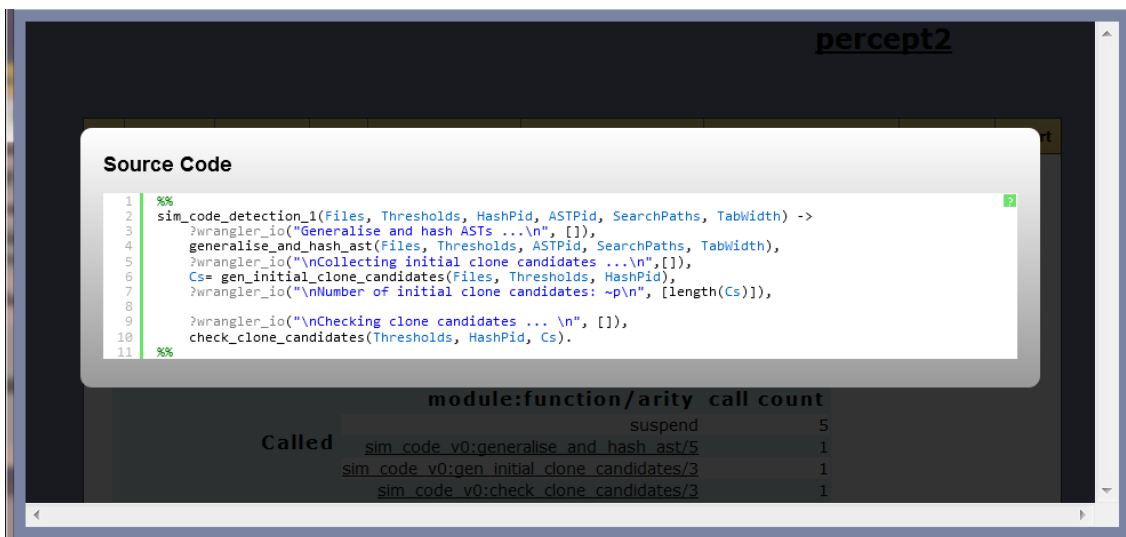 percept2
rt
Source Code
1 %%
2 sim_code_detection_1(Files, Thresholds, HashPid, ASTPid, SearchPaths, TabWidth) ->
3 ?wrangler_io("Generalise and hash ASTs ...\n", []),
4 generalise_and_hash_ast(Files, Thresholds, ASTPid, SearchPaths, TabWidth),
5 ?wrangler_io("\nCollecting initial clone candidates ...\n",[]),
6 Cs= gen_initial_clone_candidates(Files, Thresholds, HashPid),
7 ?wrangler_io("\nNumber of initial clone candidates: ~p\n", [length(Cs)]),
8
9 ?wrangler_io("\nChecking clone candidates ... \n", []),
10 check_clone_candidates(Thresholds, HashPid, Cs).
11 %%
?
module:function/arity call count
suspend 5
Called sim_code_v0:generalise_and_hash_ast/5 1
sim_code_v0:gen_initial_clone_candidates/3 1
sim_code_v0:check_clone_candidates/3 1